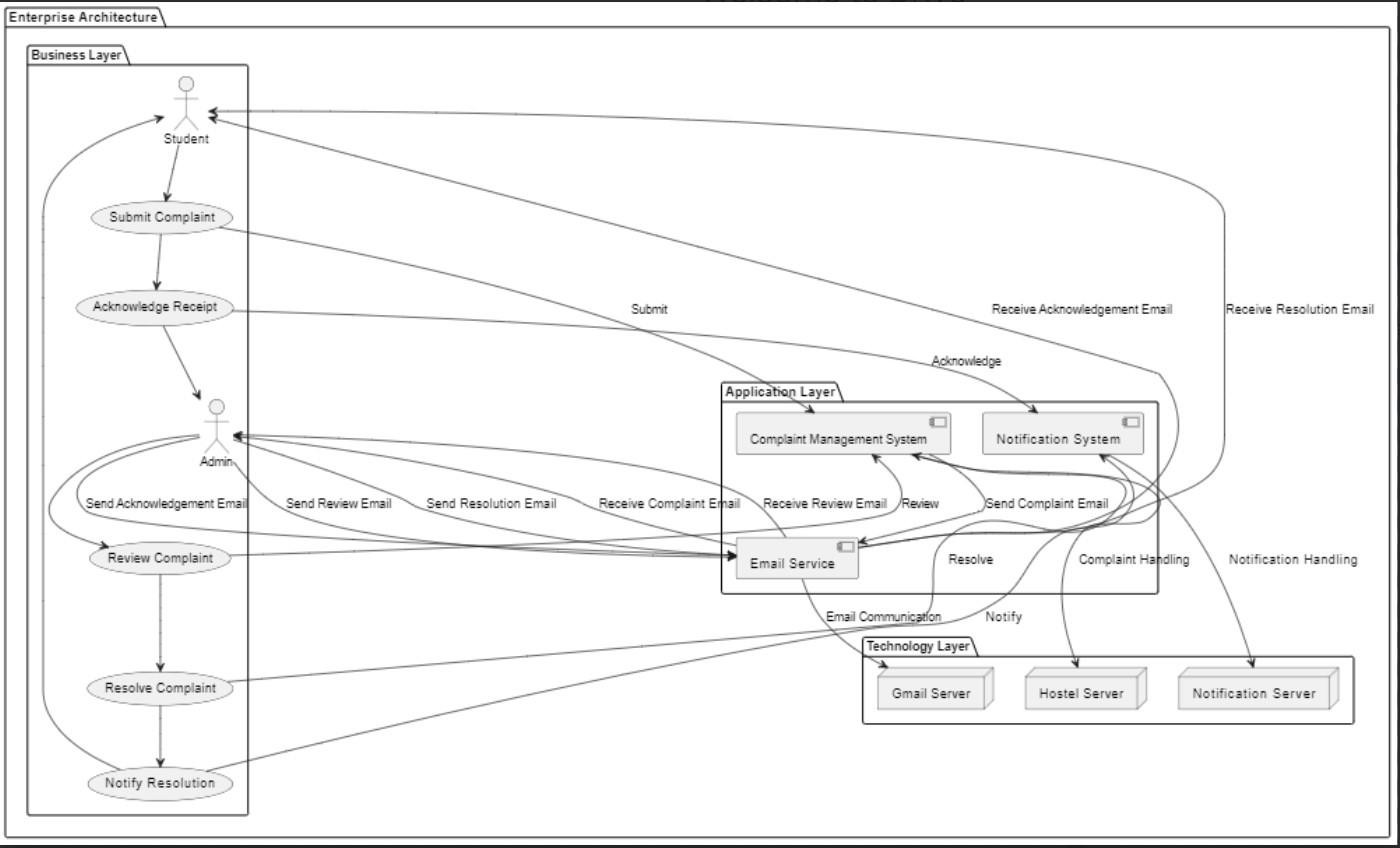 Enterprise Architecture
Business Layer
Student
Submit Complaint
Acknowledge Receipt
Submit
Receive Acknowledgement Email
Receive Resolution Email
Acknowledge
Application Layer
Complaint Management System
Notification System
Admin
Send Acknowledgement Email
Send Review Email
Send Resolution Email
Receive Complaint Email
Receive Review Email
Review
Send Complaint Email
Review Complaint
Email Service
Resolve
Complaint Handling
Notification Handling
Email Communication
Notify
Technology Layer
Resolve Complaint
Gmail Server
Hostel Server
Notification Server
Notify Resolution